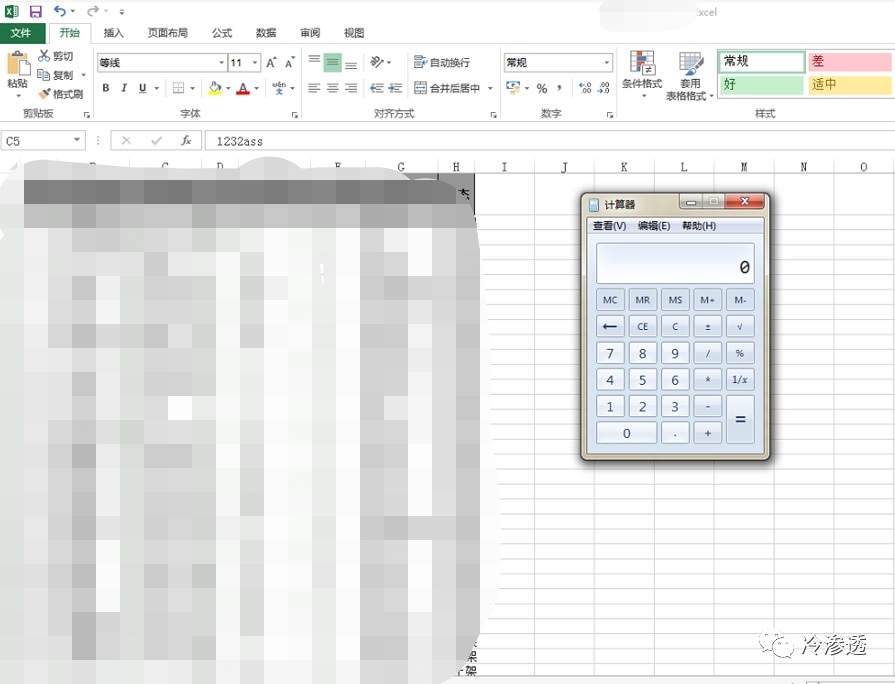 Excel
文件 开始 插入 页面布局 公式 数据 审阅 视图
剪切
复制
粘贴 格式刷
剪贴板
等线 11
B I U wén 文
字体
自动换行
合并后居中
对齐方式
常规
% ,
数字
条件格式 套用
表格格式
常规 差
好 适中
样式
C5 fx 1232ass
G H I J K L M N O
计算器
查看(V) 编辑(E) 帮助(H)
0
MC MR MS M+ M-
← CE C ± √
7 8 9 / %
4 5 6 * 1/x
1 2 3 - =
0 . +
冷渗透
架